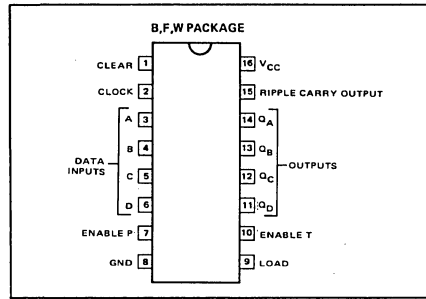 B,F,W PACKAGE
CLEAR 1 16 VCC
CLOCK 2 15 RIPPLE CARRY OUTPUT
A 3 14 QA
B 4 13 QB
DATA INPUTS OUTPUTS
C 5 12 QC
D 6 11 QD
ENABLE P 7 10 ENABLE T
GND 8 9 LOAD